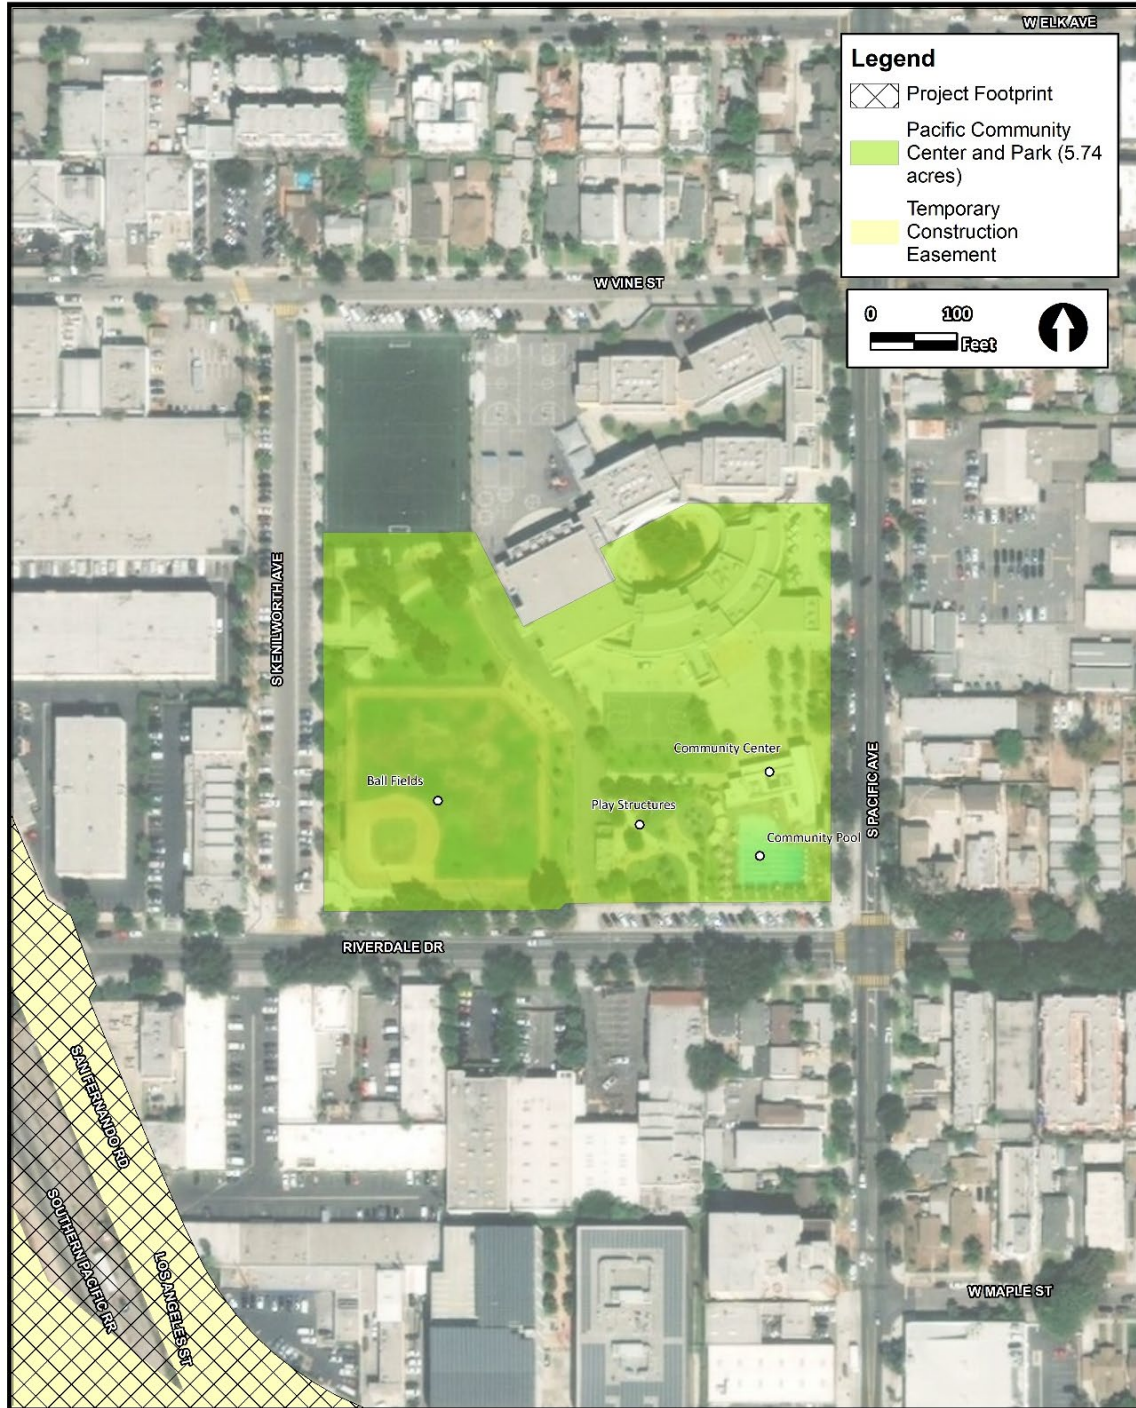 W ELK AVE
Legend
Project Footprint
Pacific Community
Center and Park (5.74
acres)
Temporary
Construction
Easement
W VINE ST
0 100
Feet
S KENILWORTH AVE
Community Center
S PACIFIC AVE
Ball Fields
Play Structures
Community Pool
RIVERDALE DR
SAN FERNANDO RD
SOUTHERN PACIFIC RR
LOS ANGELES ST
W MAPLE ST